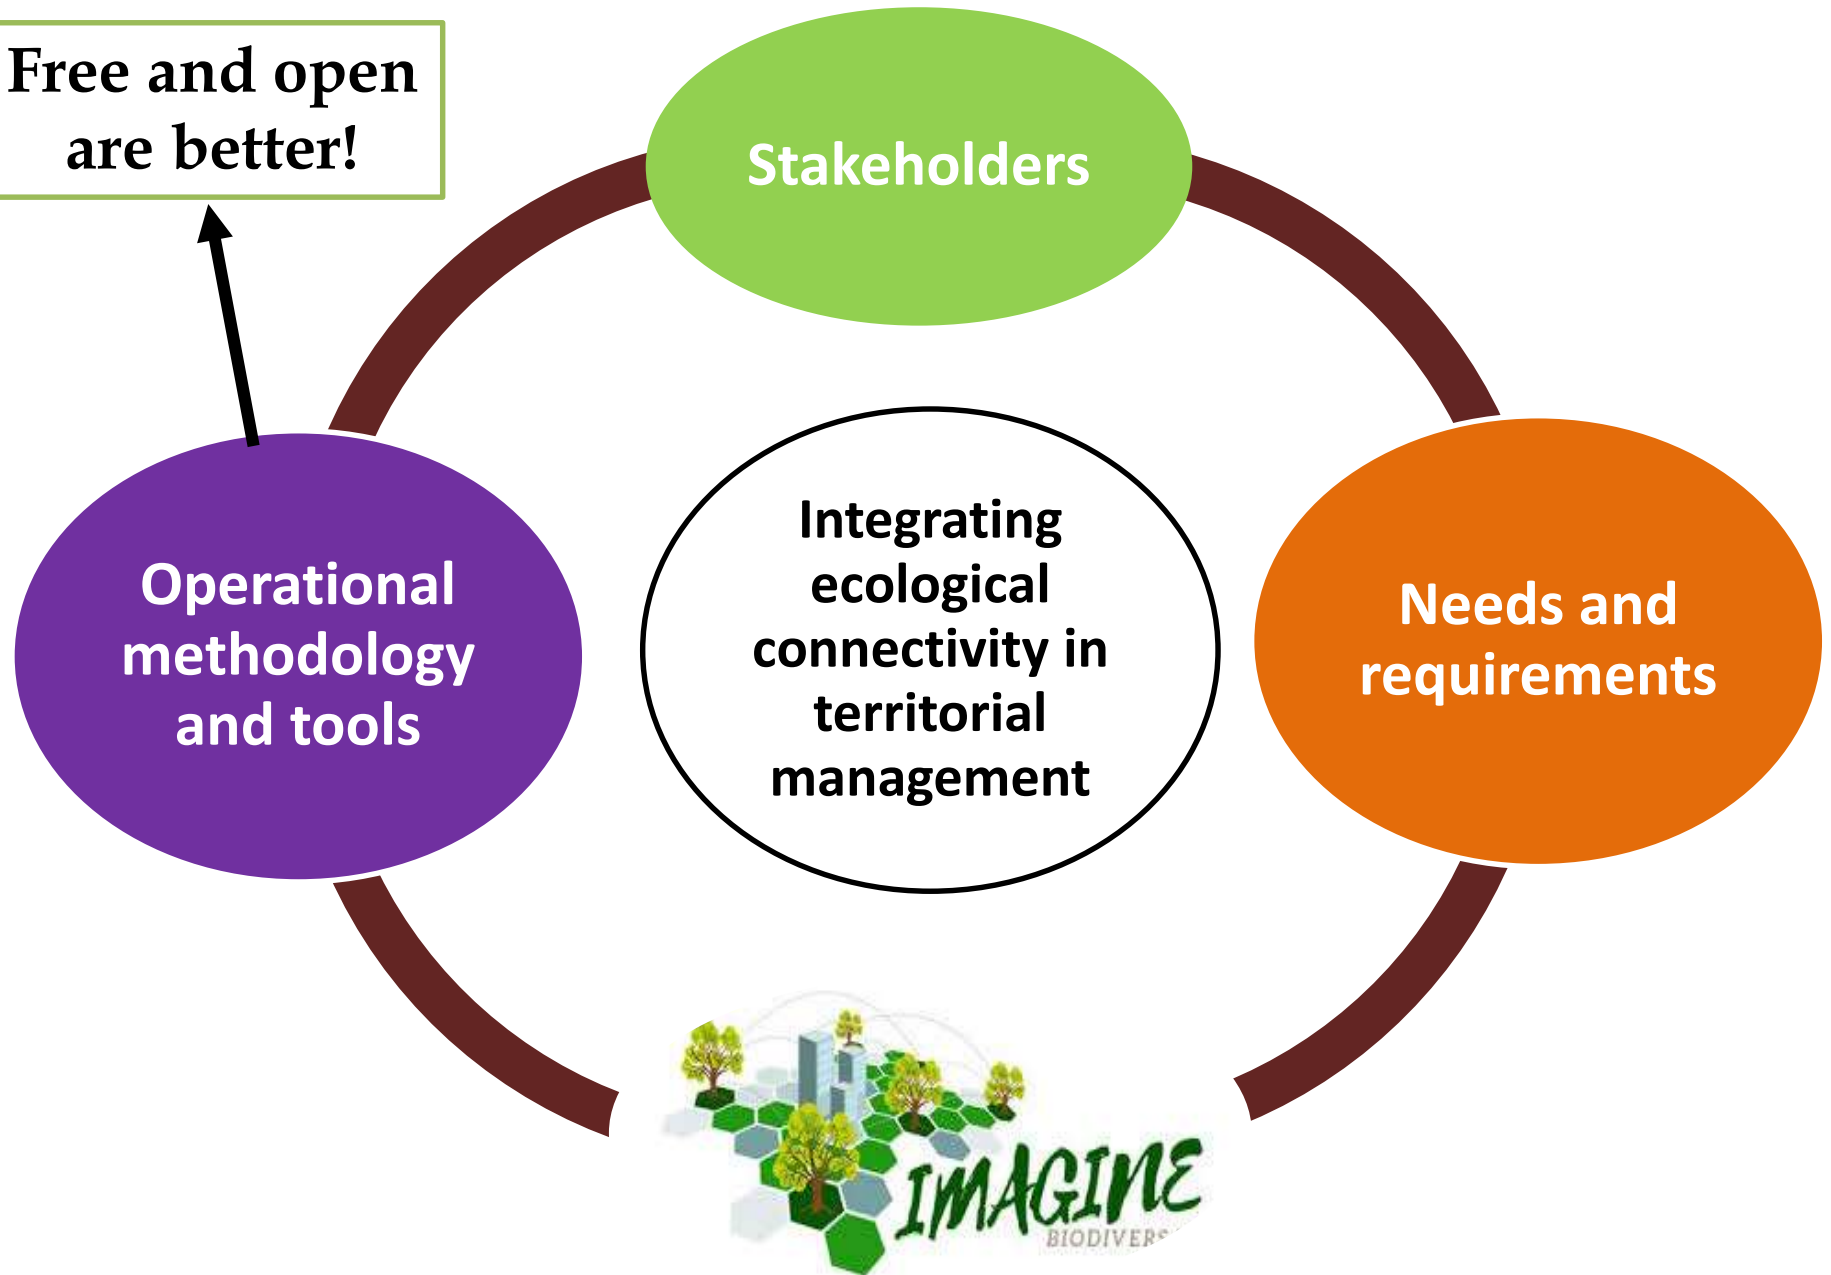 Free and open
are better!
Stakeholders
Integrating
ecological
connectivity in
territorial
management
Operational
methodology
and tools
Needs and
requirements
IMAGINE
BIODIVERS